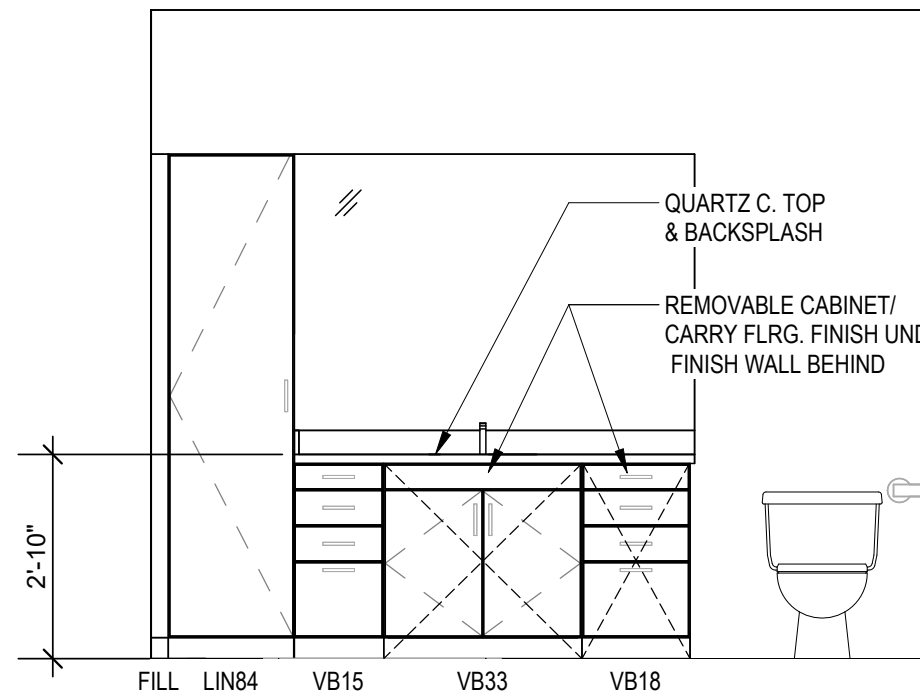 QUARTZ C. TOP
& BACKSPLASH
REMOVABLE CABINET/
CARRY FLRG. FINISH UND
FINISH WALL BEHIND
2'-10"
FILL LIN84 VB15 VB33 VB18